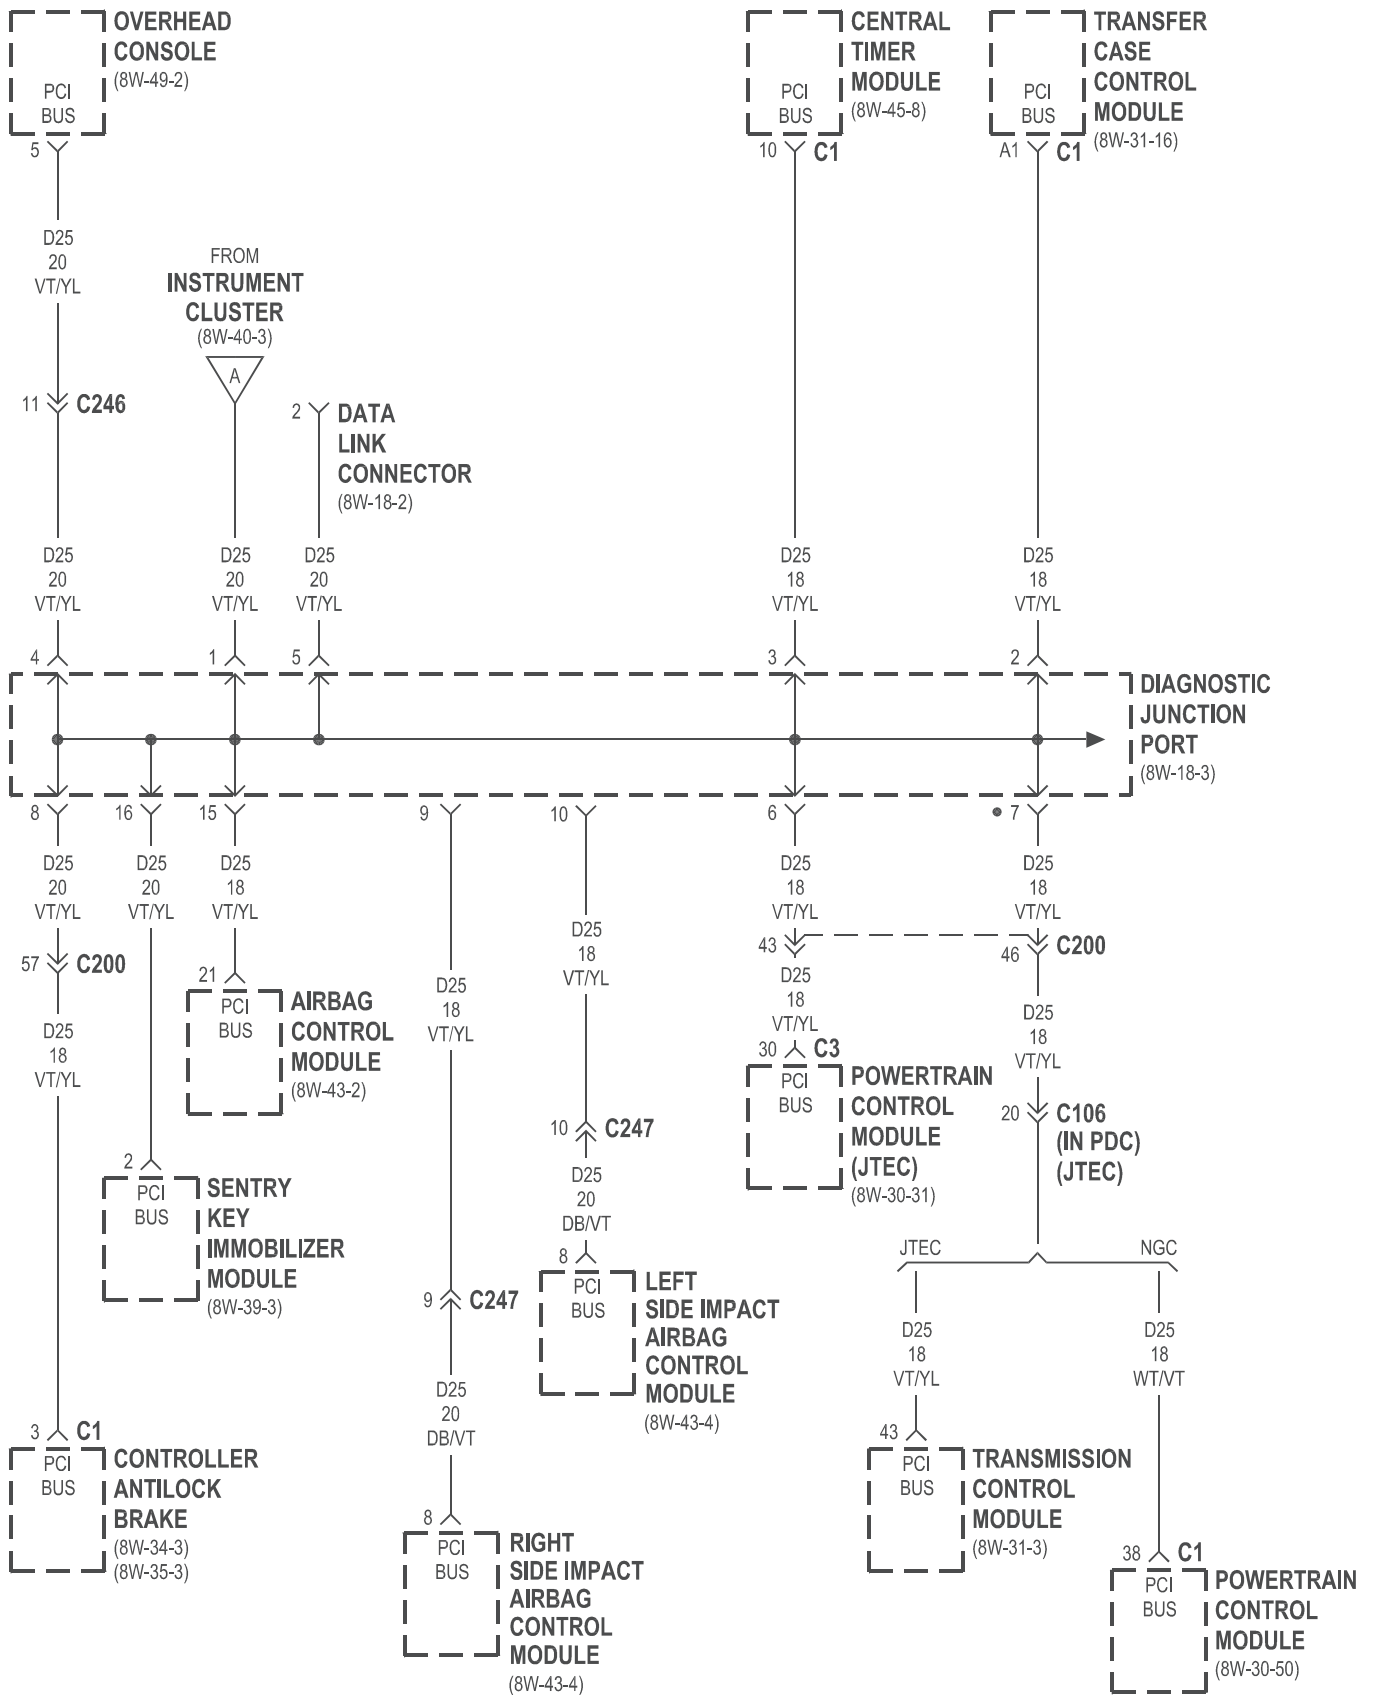 OVERHEAD
CONSOLE
(8W-49-2)
PCI
BUS
5
D25
20
VT/YL
11
C246
D25
20
VT/YL
4
FROM
INSTRUMENT
CLUSTER
(8W-40-3)
A
D25
20
VT/YL
1
2
DATA
LINK
CONNECTOR
(8W-18-2)
D25
20
VT/YL
5
CENTRAL
TIMER
MODULE
(8W-45-8)
PCI
BUS
10
C1
D25
18
VT/YL
3
TRANSFER
CASE
CONTROL
MODULE
(8W-31-16)
PCI
BUS
A1
C1
D25
18
VT/YL
2
DIAGNOSTIC
JUNCTION
PORT
(8W-18-3)
8
D25
20
VT/YL
57
C200
D25
18
VT/YL
3
C1
PCI
BUS
CONTROLLER
ANTILOCK
BRAKE
(8W-34-3)
(8W-35-3)
16
D25
20
VT/YL
2
PCI
BUS
SENTRY
KEY
IMMOBILIZER
MODULE
(8W-39-3)
15
D25
18
VT/YL
21
PCI
BUS
AIRBAG
CONTROL
MODULE
(8W-43-2)
9
D25
18
VT/YL
9
C247
D25
20
DB/VT
8
PCI
BUS
RIGHT
SIDE IMPACT
AIRBAG
CONTROL
MODULE
(8W-43-4)
10
D25
18
VT/YL
10
C247
D25
20
DB/VT
8
PCI
BUS
LEFT
SIDE IMPACT
AIRBAG
CONTROL
MODULE
(8W-43-4)
6
D25
18
VT/YL
43
D25
18
VT/YL
30
C3
PCI
BUS
POWERTRAIN
CONTROL
MODULE
(JTEC)
(8W-30-31)
7
D25
18
VT/YL
46
C200
D25
18
VT/YL
20
C106
(IN PDC)
(JTEC)
JTEC
NGC
D25
18
VT/YL
43
PCI
BUS
TRANSMISSION
CONTROL
MODULE
(8W-31-3)
D25
18
WT/VT
38
C1
PCI
BUS
POWERTRAIN
CONTROL
MODULE
(8W-30-50)